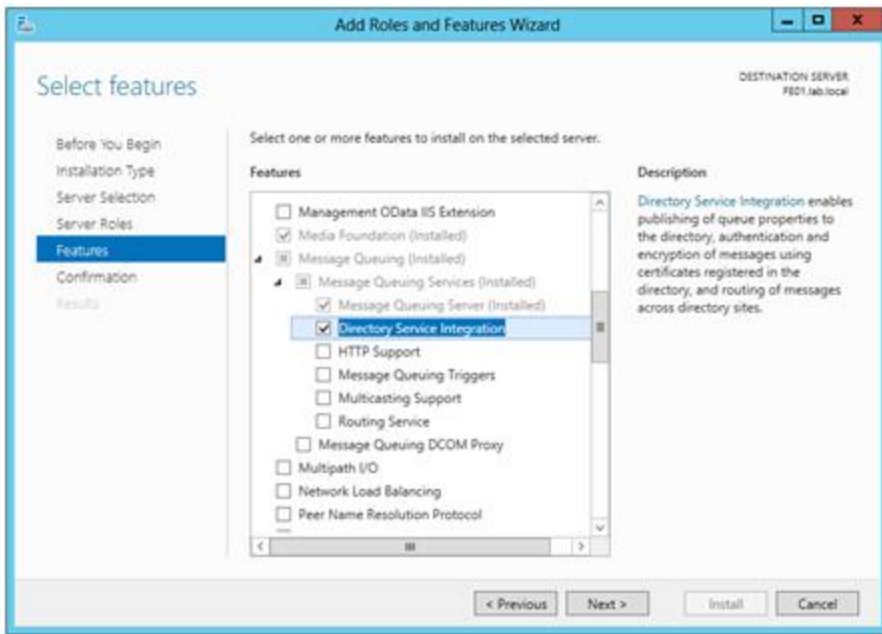 Add Roles and Features Wizard
Select features
DESTINATION SERVER
FE01.lab.local
Before You Begin
Installation Type
Server Selection
Server Roles
Features
Confirmation
Results
Select one or more features to install on the selected server.
Features
Management OData IIS Extension
Media Foundation (Installed)
Message Queuing (Installed)
Message Queuing Services (Installed)
Message Queuing Server (Installed)
Directory Service Integration
HTTP Support
Message Queuing Triggers
Multicasting Support
Routing Service
Message Queuing DCOM Proxy
Multipath I/O
Network Load Balancing
Peer Name Resolution Protocol
Description
Directory Service Integration enables
publishing of queue properties to
the directory, authentication and
encryption of messages using
certificates registered in the
directory, and routing of messages
across directory sites.
< Previous
Next >
Install
Cancel